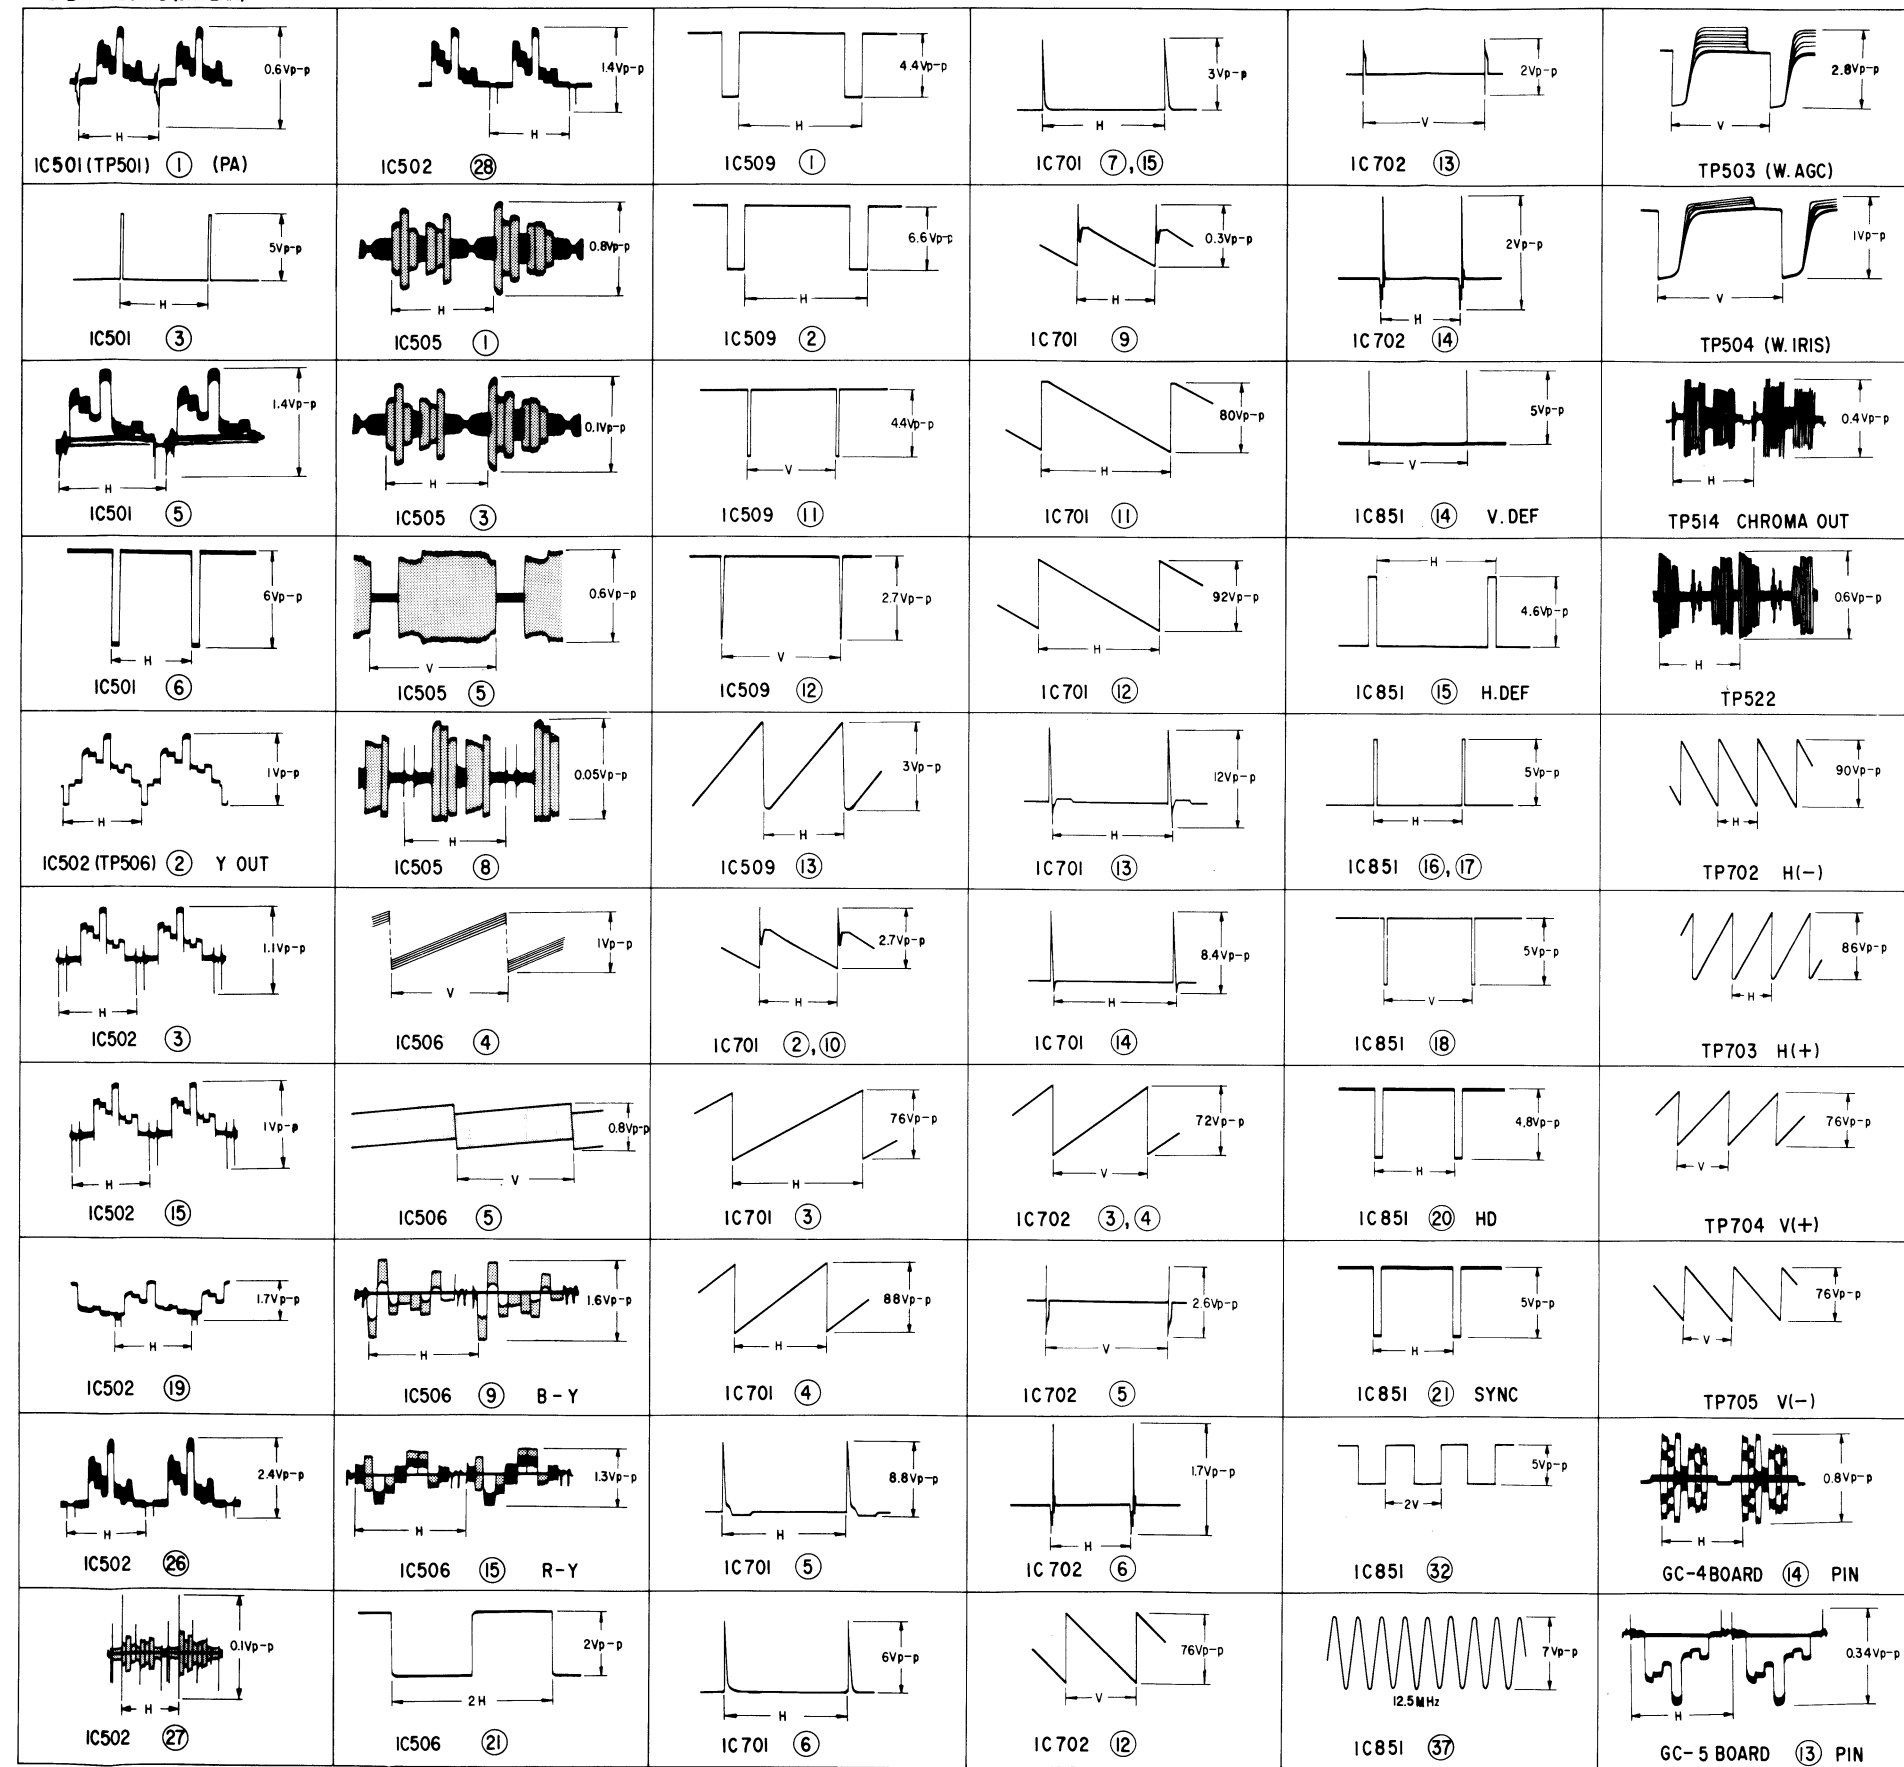 0.6Vp-p
H
IC501(TP501) ① (PA)
1.4Vp-p
H
IC502 ㉘
4.4Vp-p
H
IC509 ①
3Vp-p
H
IC701 ⑦,⑮
2Vp-p
V
IC702 ⑬
2.8Vp-p
V
TP503 (W.AGC)
5Vp-p
H
IC501 ③
0.8Vp-p
H
IC505 ①
6.6Vp-p
H
IC509 ②
0.3Vp-p
H
IC701 ⑨
2Vp-p
H
IC702 ⑭
1Vp-p
V
TP504 (W.IRIS)
1.4Vp-p
H
IC501 ⑤
0.1Vp-p
H
IC505 ③
4.4Vp-p
V
IC509 ⑪
80Vp-p
H
IC701 ⑪
5Vp-p
V
IC851 ⑭ V.DEF
0.4Vp-p
H
TP514 CHROMA OUT
6Vp-p
H
IC501 ⑥
0.6Vp-p
V
IC505 ⑤
2.7Vp-p
V
IC509 ⑫
92Vp-p
H
IC701 ⑫
H
4.6Vp-p
IC851 ⑮ H.DEF
0.6Vp-p
H
TP522
1Vp-p
H
IC502(TP506) ② Y OUT
0.05Vp-p
H
IC505 ⑧
3Vp-p
H
IC509 ⑬
12Vp-p
H
IC701 ⑬
5Vp-p
H
IC851 ⑯,⑰
90Vp-p
H
TP702 H(-)
1.1Vp-p
H
IC502 ③
1Vp-p
V
IC506 ④
2.7Vp-p
H
IC701 ②,⑩
8.4Vp-p
H
IC701 ⑭
5Vp-p
V
IC851 ⑱
86Vp-p
H
TP703 H(+)
1Vp-p
H
IC502 ⑮
0.8Vp-p
V
IC506 ⑤
76Vp-p
H
IC701 ③
72Vp-p
V
IC702 ③,④
4.8Vp-p
H
IC851 ⑳ HD
76Vp-p
V
TP704 V(+)
1.7Vp-p
H
IC502 ⑲
1.6Vp-p
H
IC506 ⑨ B-Y
88Vp-p
H
IC701 ④
2.6Vp-p
V
IC702 ⑤
5Vp-p
H
IC851 ㉑ SYNC
76Vp-p
V
TP705 V(-)
2.4Vp-p
H
IC502 ㉖
1.3Vp-p
H
IC506 ⑮ R-Y
8.8Vp-p
H
IC701 ⑤
1.7Vp-p
H
IC702 ⑥
5Vp-p
2V
IC851 ㉜
0.8Vp-p
H
GC-4 BOARD ⑭ PIN
0.1Vp-p
H
IC502 ㉗
2Vp-p
2H
IC506 ㉑
6Vp-p
H
IC701 ⑥
76Vp-p
V
IC702 ⑫
7Vp-p
12.5MHz
IC851 ㊲
0.34Vp-p
H
GC-5 BOARD ⑬ PIN